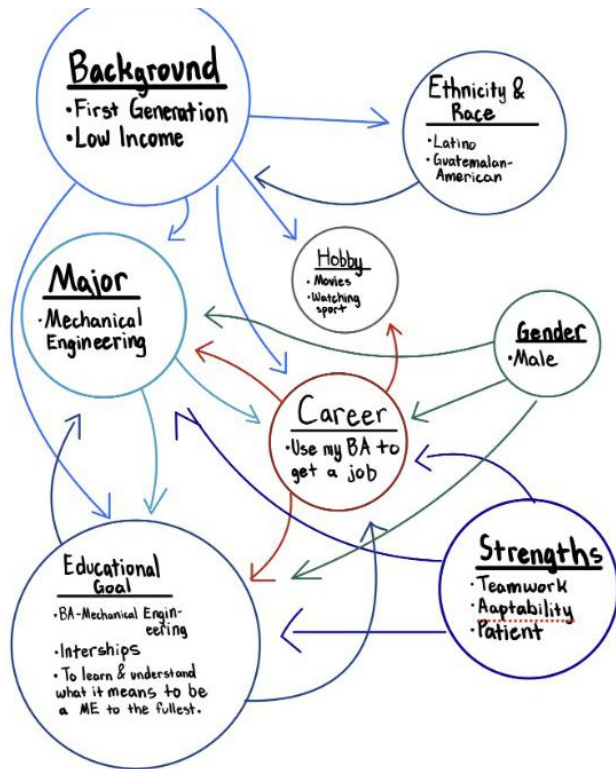 Background
• First Generation
• Low Income
Ethnicity &
Race
• Latino
• Guatemalan-
American
Hobby
• Movies
• Watching
sport
Major
• Mechanical
Engineering
Gender
• Male
Career
• Use my BA to
get a job
Educational
Goal
• BA-Mechanical Engin-
eering
• Interships
• To learn & understand
what it means to be
a ME to the fullest.
Strengths
• Teamwork
• Aaptability
• Patient